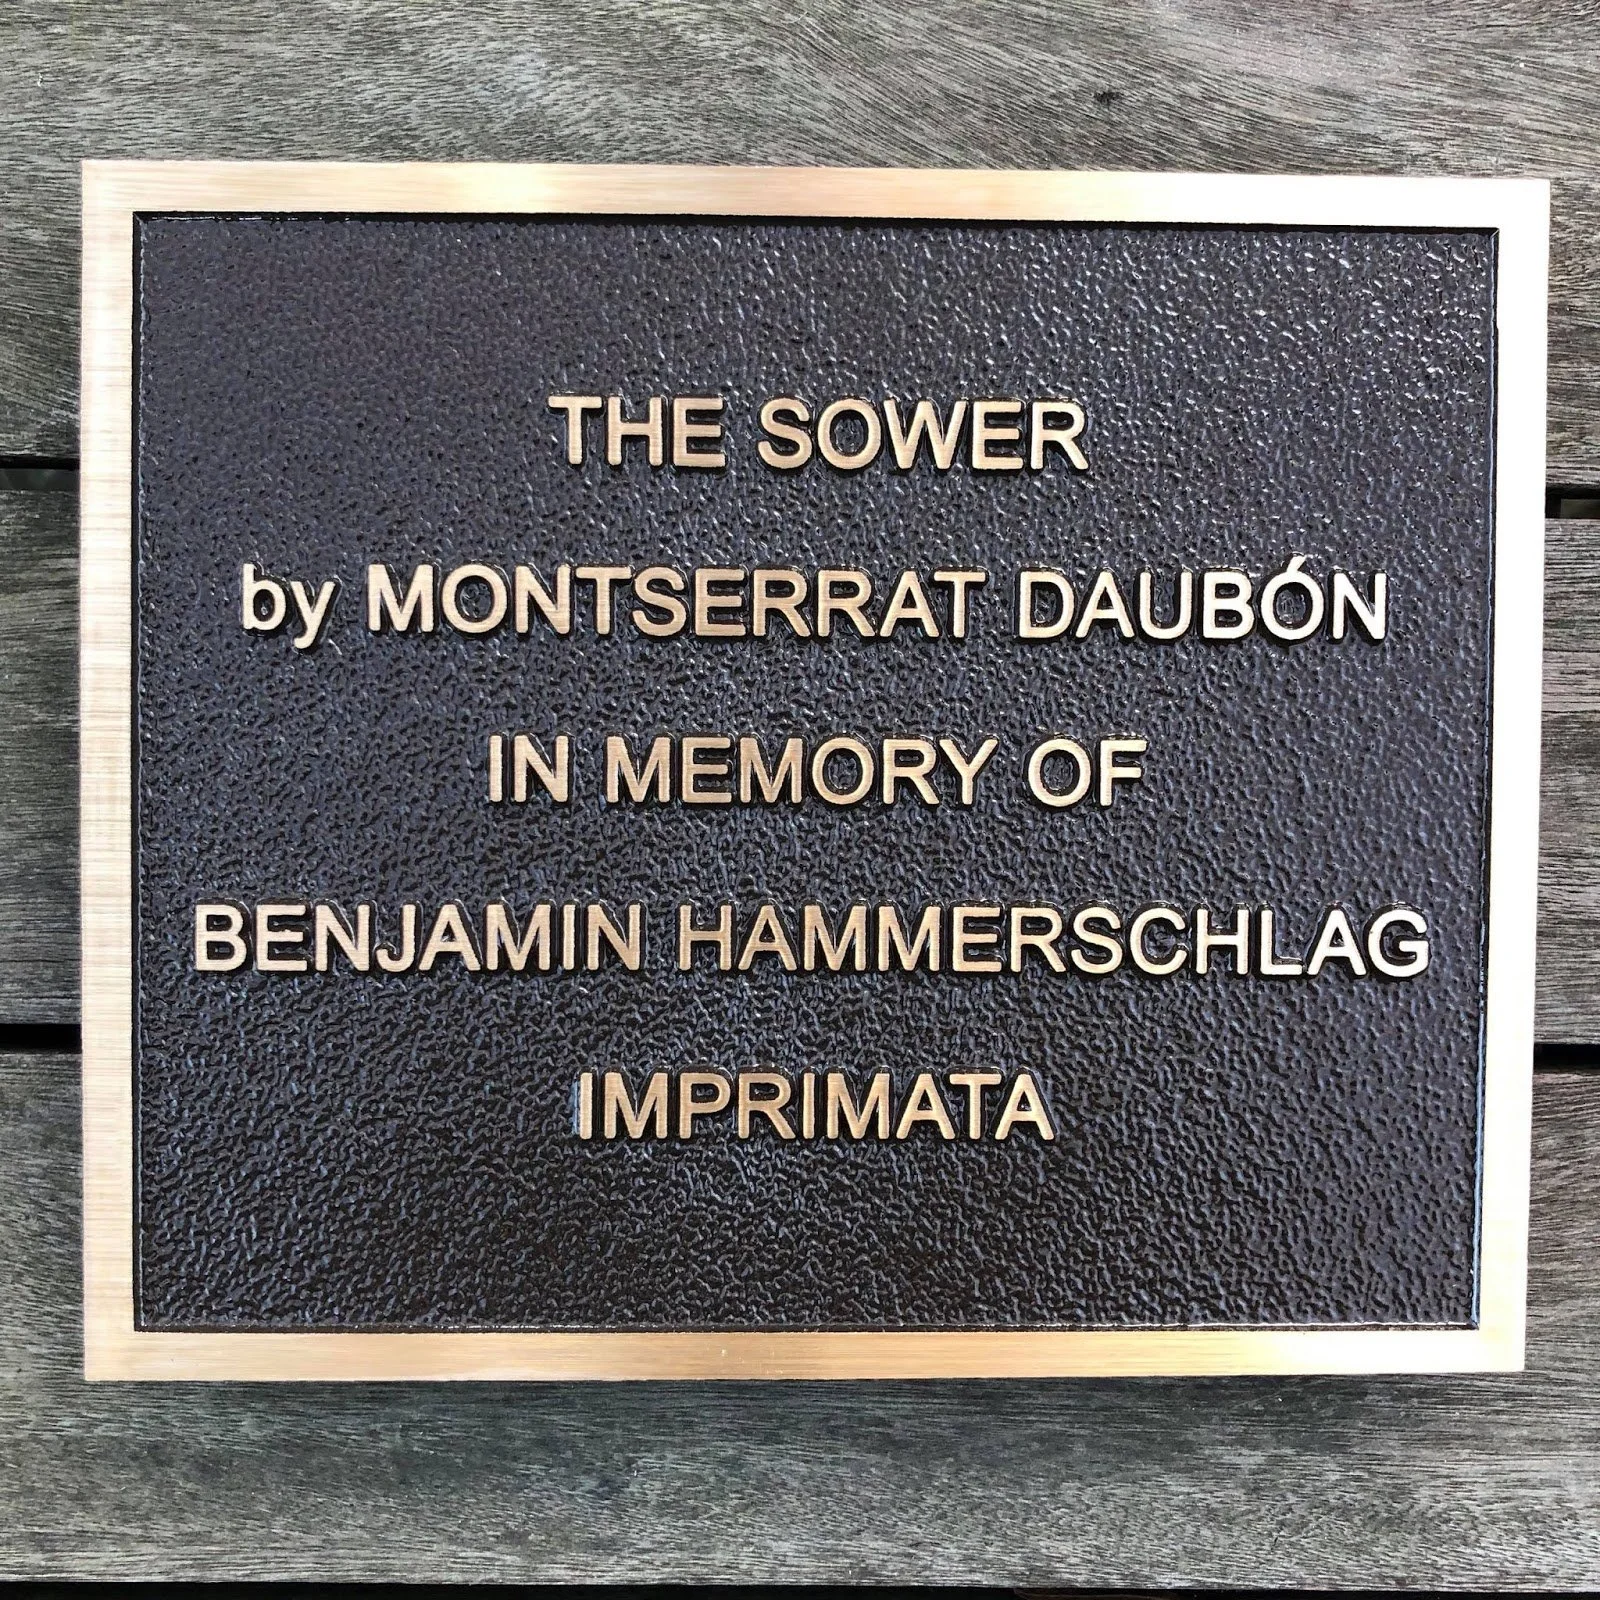 THE SOWER
by MONTSERRAT DAUBÓN
IN MEMORY OF
BENJAMIN HAMMERSCHLAG
IMPRIMATA